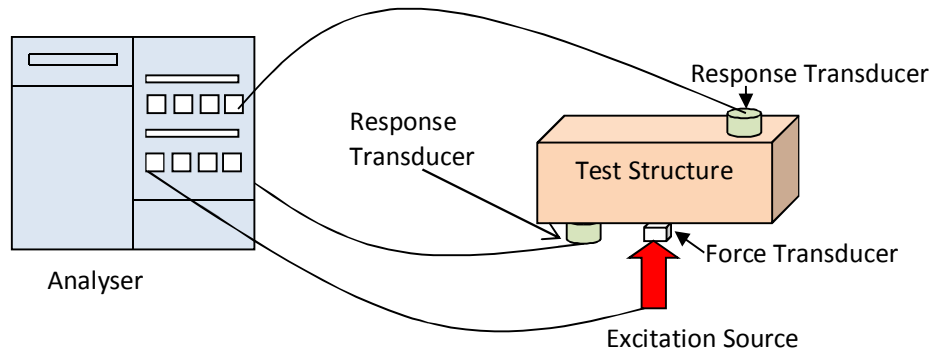 Response Transducer
Response
Transducer
Test Structure
Force Transducer
Analyser
Excitation Source